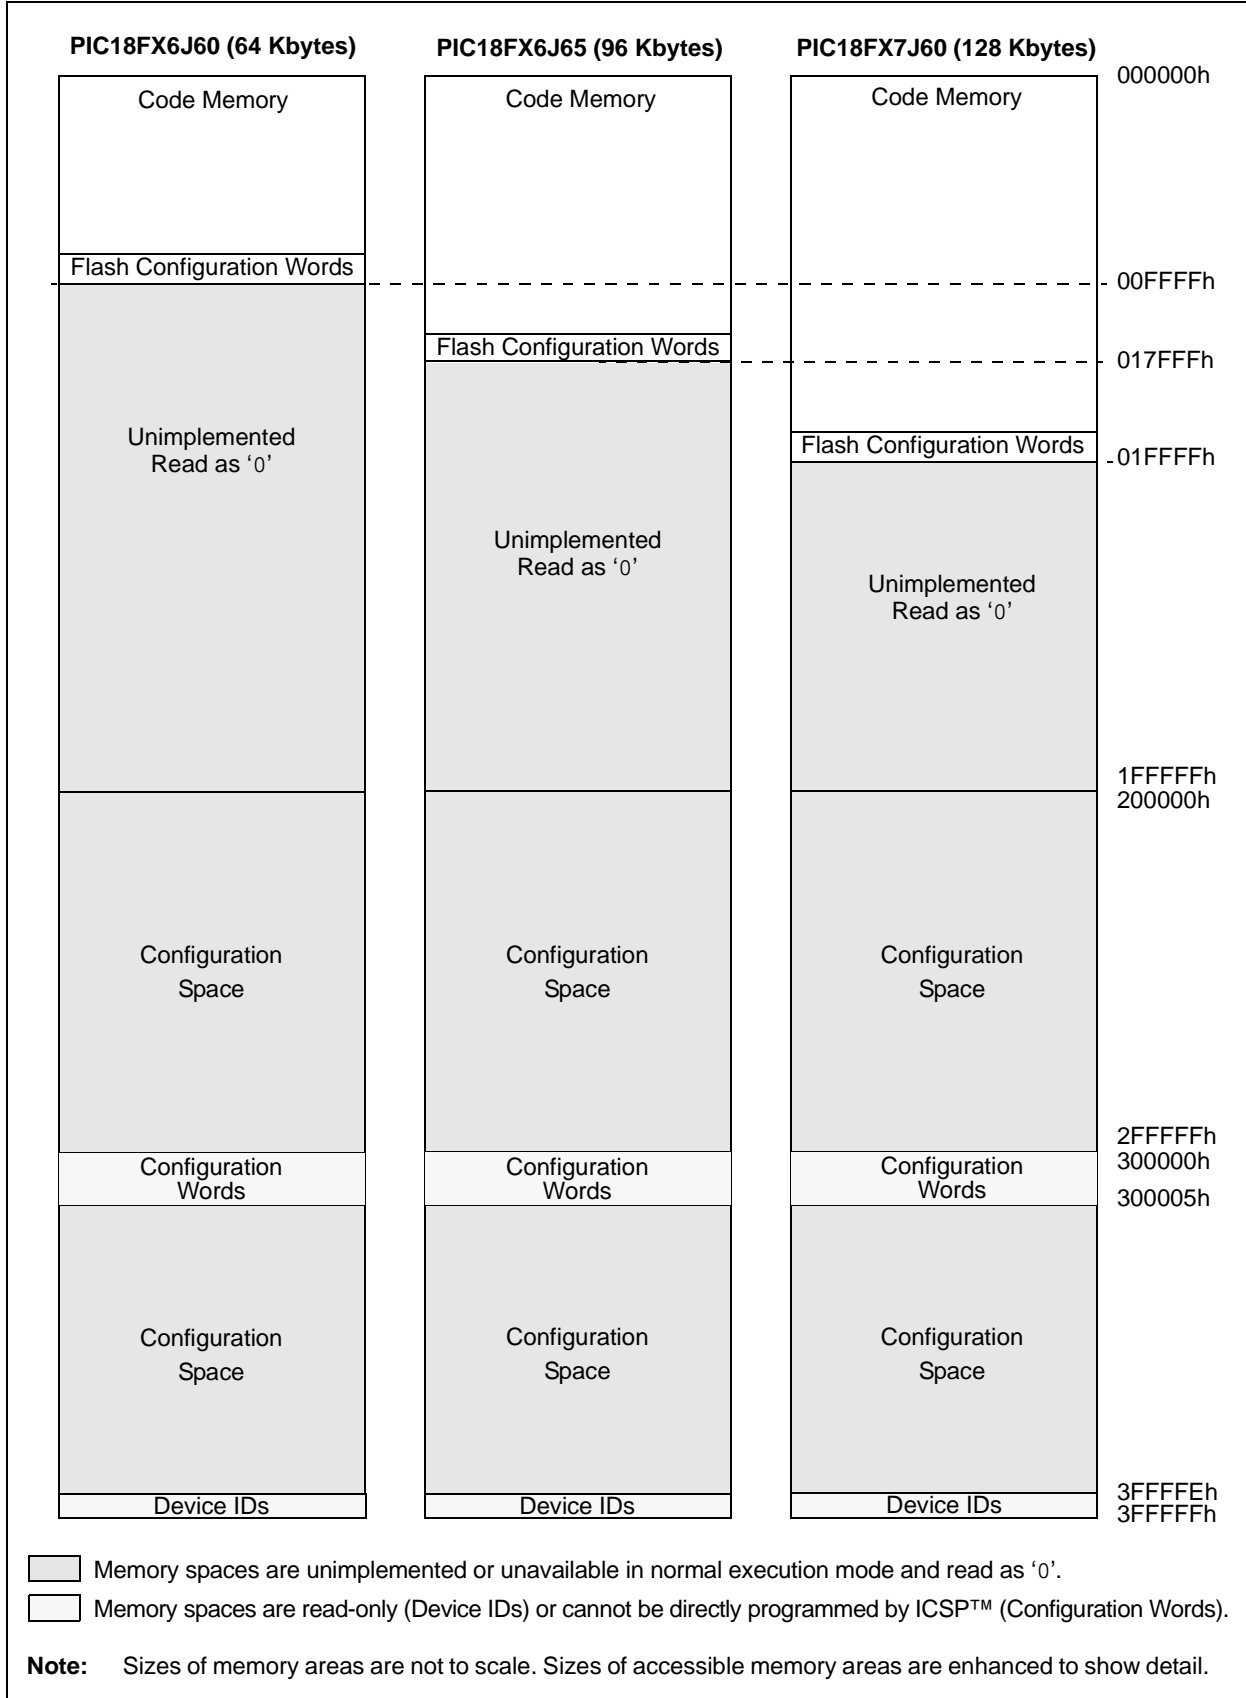 PIC18FX6J60 (64 Kbytes)
PIC18FX6J65 (96 Kbytes)
PIC18FX7J60 (128 Kbytes)
000000h
Code Memory
Code Memory
Code Memory
Flash Configuration Words
00FFFFh
Flash Configuration Words
017FFFh
Flash Configuration Words
01FFFFh
Unimplemented
Read as ‘0’
Unimplemented
Read as ‘0’
Unimplemented
Read as ‘0’
1FFFFFh
200000h
Configuration
Space
Configuration
Space
Configuration
Space
2FFFFFh
300000h
Configuration
Words
Configuration
Words
Configuration
Words
300005h
Configuration
Space
Configuration
Space
Configuration
Space
3FFFFEh
3FFFFFh
Device IDs
Device IDs
Device IDs
Memory spaces are unimplemented or unavailable in normal execution mode and read as ‘0’.
Memory spaces are read-only (Device IDs) or cannot be directly programmed by ICSP™ (Configuration Words).
Note: Sizes of memory areas are not to scale. Sizes of accessible memory areas are enhanced to show detail.